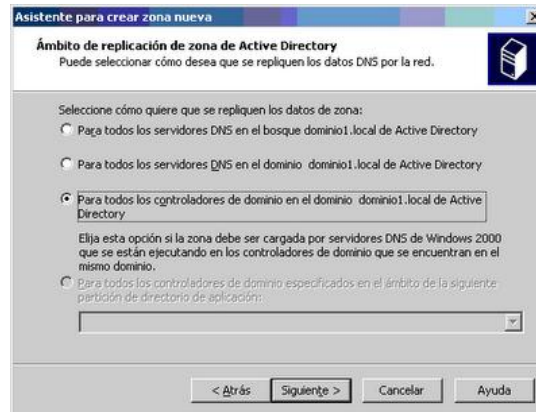 Asistente para crear zona nueva
Ámbito de replicación de zona de Active Directory
Puede seleccionar cómo desea que se repliquen los datos DNS por la red.
Seleccione cómo quiere que se repliquen los datos de zona:
Para todos los servidores DNS en el bosque dominio1.local de Active Directory
Para todos los servidores DNS en el dominio dominio1.local de Active Directory
Para todos los controladores de dominio en el dominio dominio1.local de Active
Directory
Elija esta opción si la zona debe ser cargada por servidores DNS de Windows 2000
que se están ejecutando en los controladores de dominio que se encuentran en el
mismo dominio.
Para todos los controladores de dominio especificados en el ámbito de la siguiente
partición de directorio de aplicación:
< Atrás Siguiente > Cancelar Ayuda